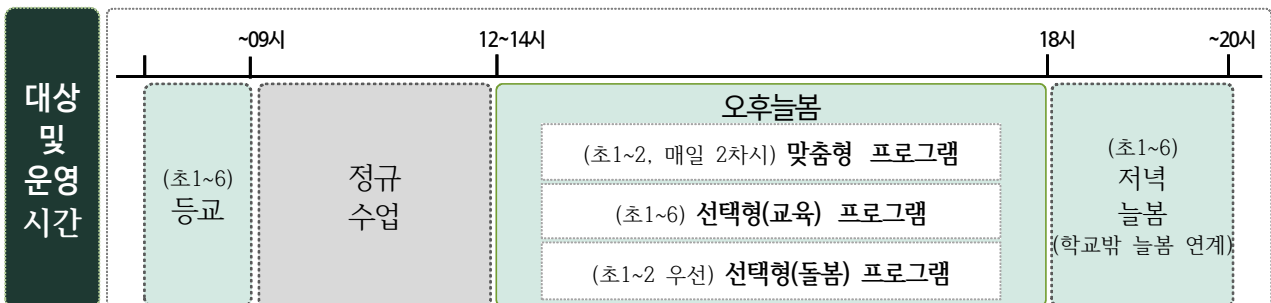 대상
및
운영
시간
~09시
12~14시
18시
~20시
(초1~6)
등교
정규
수업
오후늘봄
(초1~2, 매일 2차시) 맞춤형 프로그램
(초1~6) 선택형(교육) 프로그램
(초1~2 우선) 선택형(돌봄) 프로그램
(초1~6)
저녁
늘봄
(학교밖 늘봄 연계)